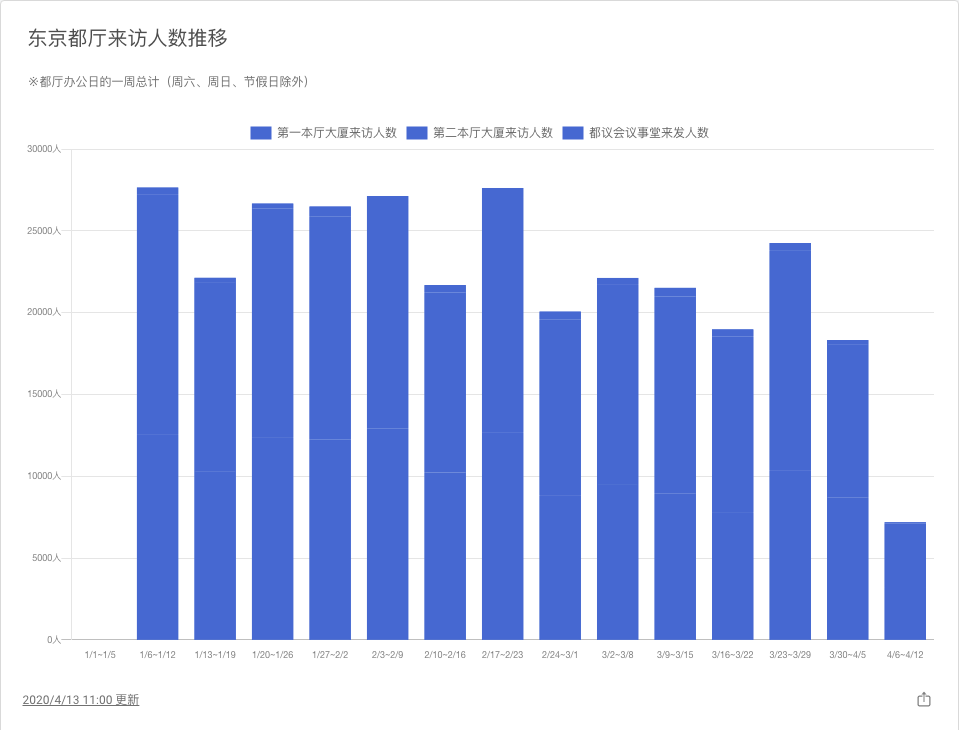 东京都厅来访人数推移
※都厅办公日的一周总计（周六、周日、节假日除外）
第一本厅大厦来访人数 第二本厅大厦来访人数 都议会议事堂来发人数
30000人
25000人
20000人
15000人
10000人
5000人
0人
1/1~1/5 1/6~1/12 1/13~1/19 1/20~1/26 1/27~2/2 2/3~2/9 2/10~2/16 2/17~2/23 2/24~3/1 3/2~3/8 3/9~3/15 3/16~3/22 3/23~3/29 3/30~4/5 4/6~4/12
2020/4/13 11:00 更新